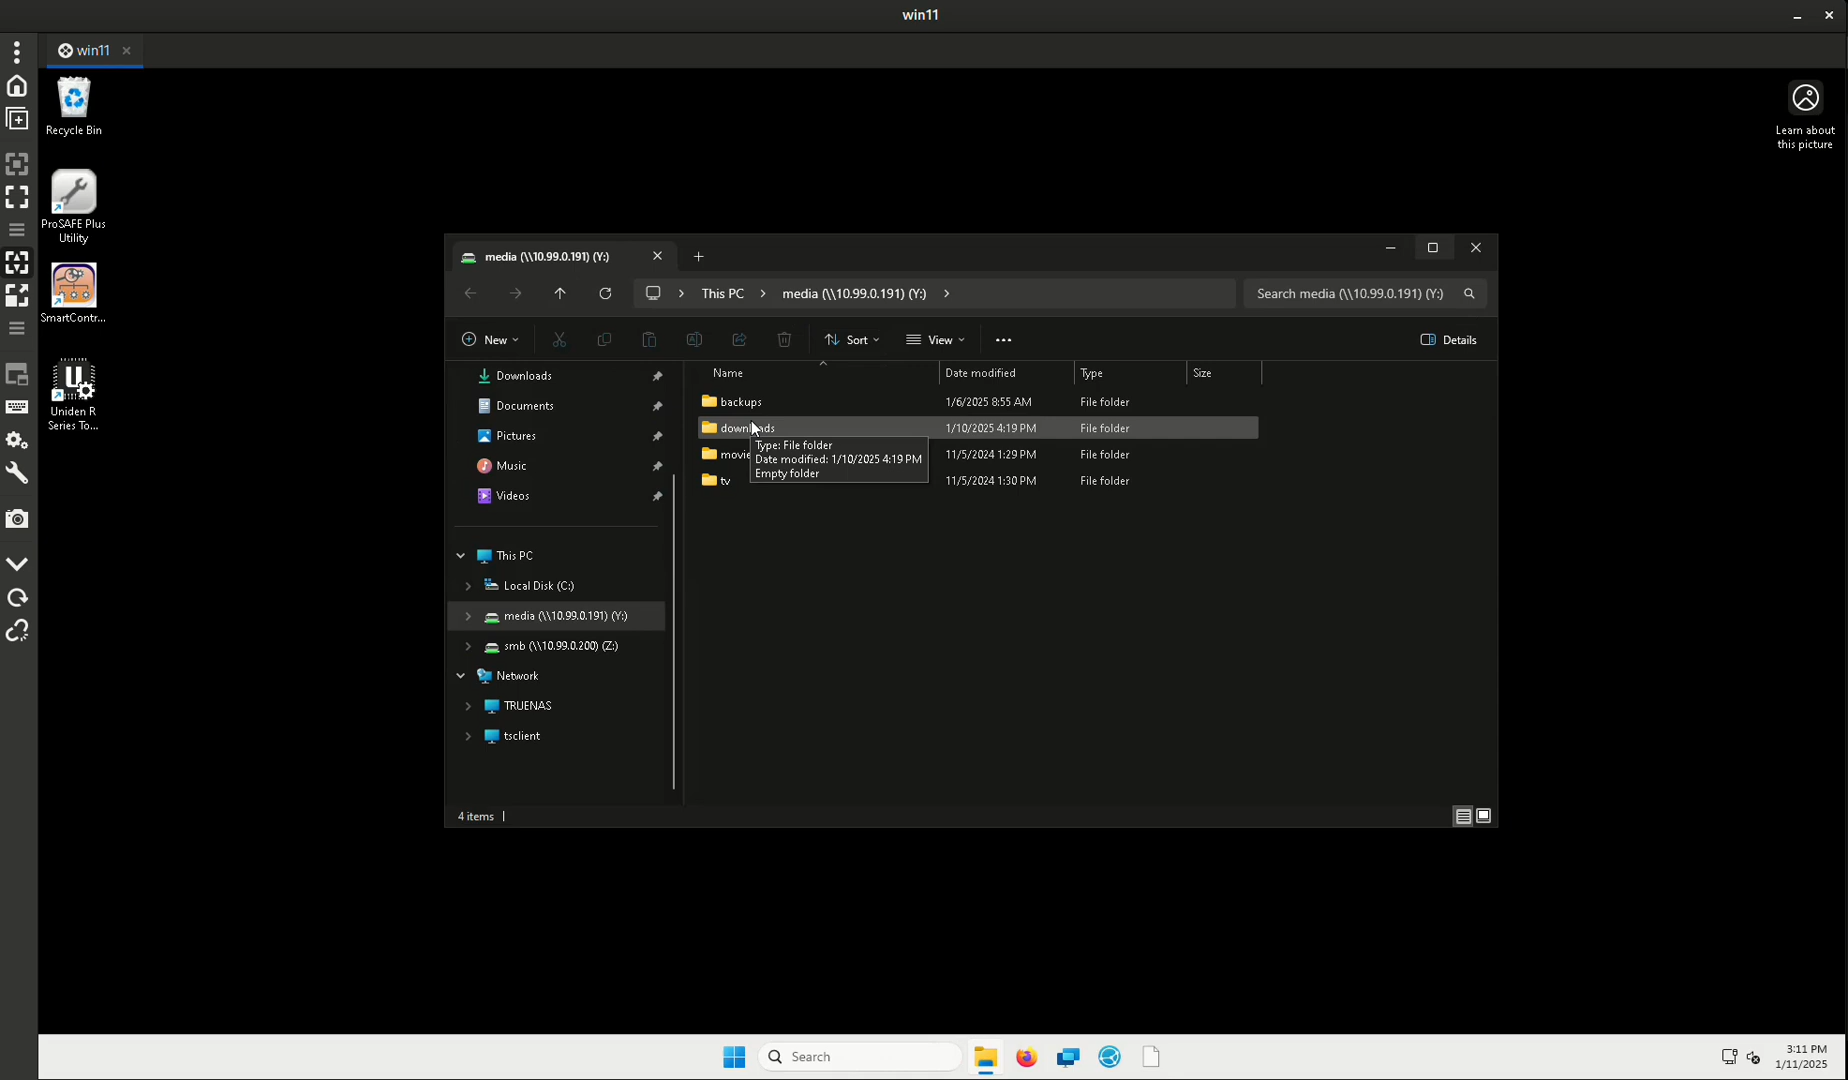 win11
win11
Recycle Bin
Learn about
this picture
ProSAFE Plus
Utility
SmartContr...
Uniden R
Series To...
media (\\10.99.0.191) (Y:)
This PC
media (\\10.99.0.191) (Y:)
Search media (\\10.99.0.191) (Y:)
New
Sort
View
Details
Downloads
Documents
Pictures
Music
Videos
This PC
Local Disk (C:)
media (\\10.99.0.191) (Y:)
smb (\\10.99.0.200) (Z:)
Network
TRUENAS
tsclient
Name Date modified Type Size
backups 1/6/2025 8:55 AM File folder
downloads 1/10/2025 4:19 PM File folder
movie 11/5/2024 1:29 PM File folder
tv 11/5/2024 1:30 PM File folder
Type: File folder
Date modified: 1/10/2025 4:19 PM
Empty folder
4 items
Search
3:11 PM
1/11/2025